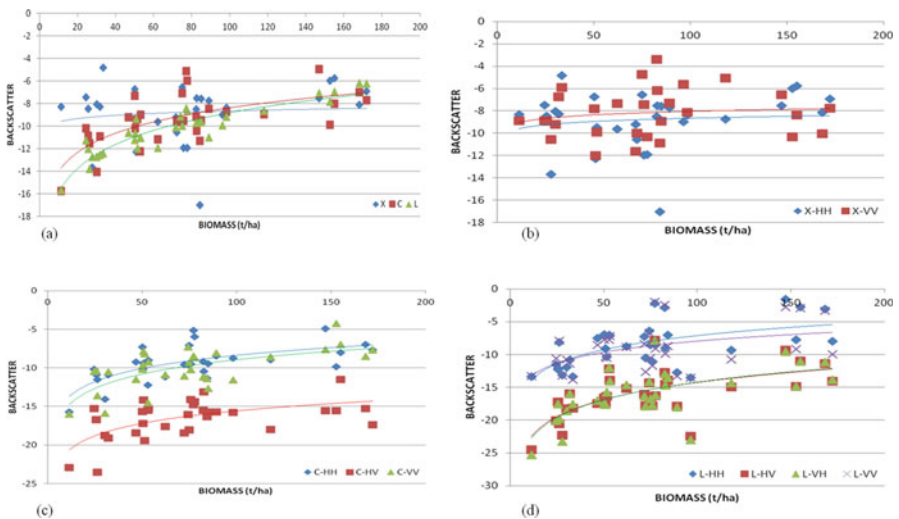 0 20 40 60 80 100 120 140 160 180
0
-2
-4
-6
-8
-10
-12
-14
-16
-18
BACKSCATTER
BIOMASS (t/ha)
X C L
(a)
0 50 100 150 200
0
-2
-4
-6
-8
-10
-12
-14
-16
-18
BACKSCATTER
BIOMASS (t/ha)
X-HH X-VV
(b)
0 50 100 150 200
0
-5
-10
-15
-20
-25
BACKSCATTER
BIOMASS (t/ha)
C-HH C-HV C-VV
(c)
0 50 100 150 200
0
-5
-10
-15
-20
-25
-30
BACKSCATTER
BIOMASS (t/ha)
L-HH L-HV L-VH L-VV
(d)